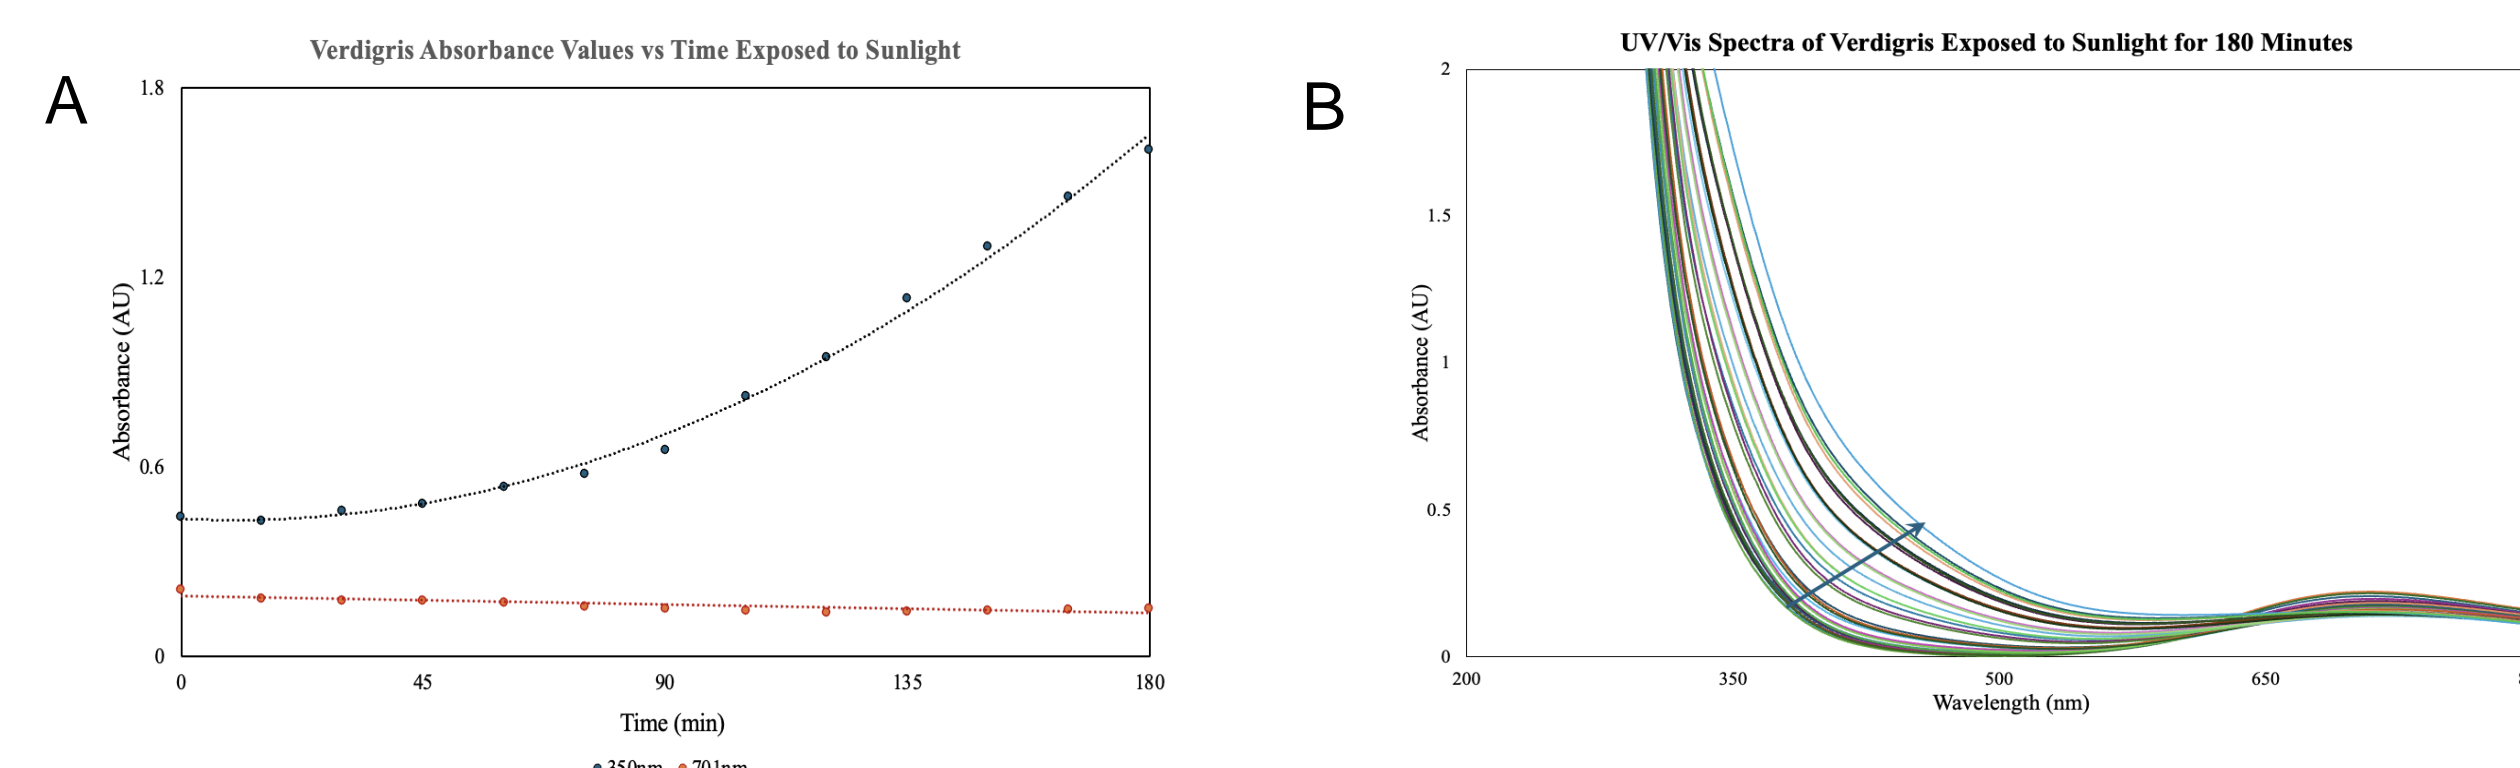 A
Verdigris Absorbance Values vs Time Exposed to Sunlight
Absorbance (AU)
1.8
1.2
0.6
0
0 45 90 135 180
Time (min)
350nm 701nm
B
UV/Vis Spectra of Verdigris Exposed to Sunlight for 180 Minutes
Absorbance (AU)
2
1.5
1
0.5
0
200 350 500 650
Wavelength (nm)